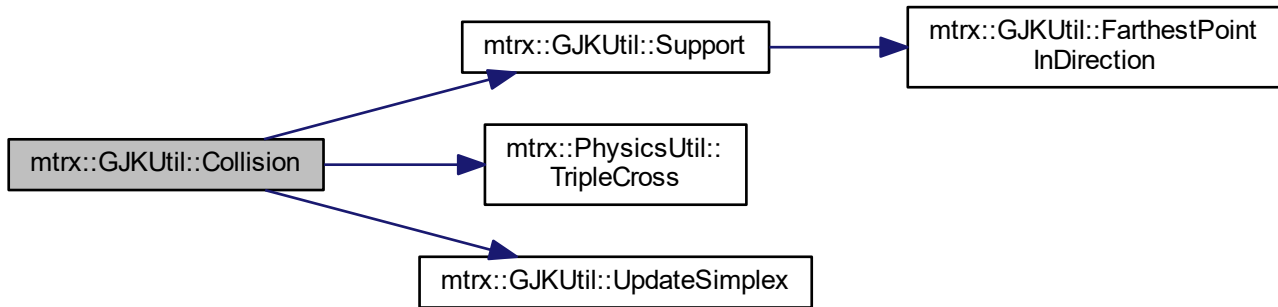 mtrx::GJKUtil::Collision
mtrx::GJKUtil::Support
mtrx::GJKUtil::FarthestPoint
InDirection
mtrx::PhysicsUtil::
TripleCross
mtrx::GJKUtil::UpdateSimplex